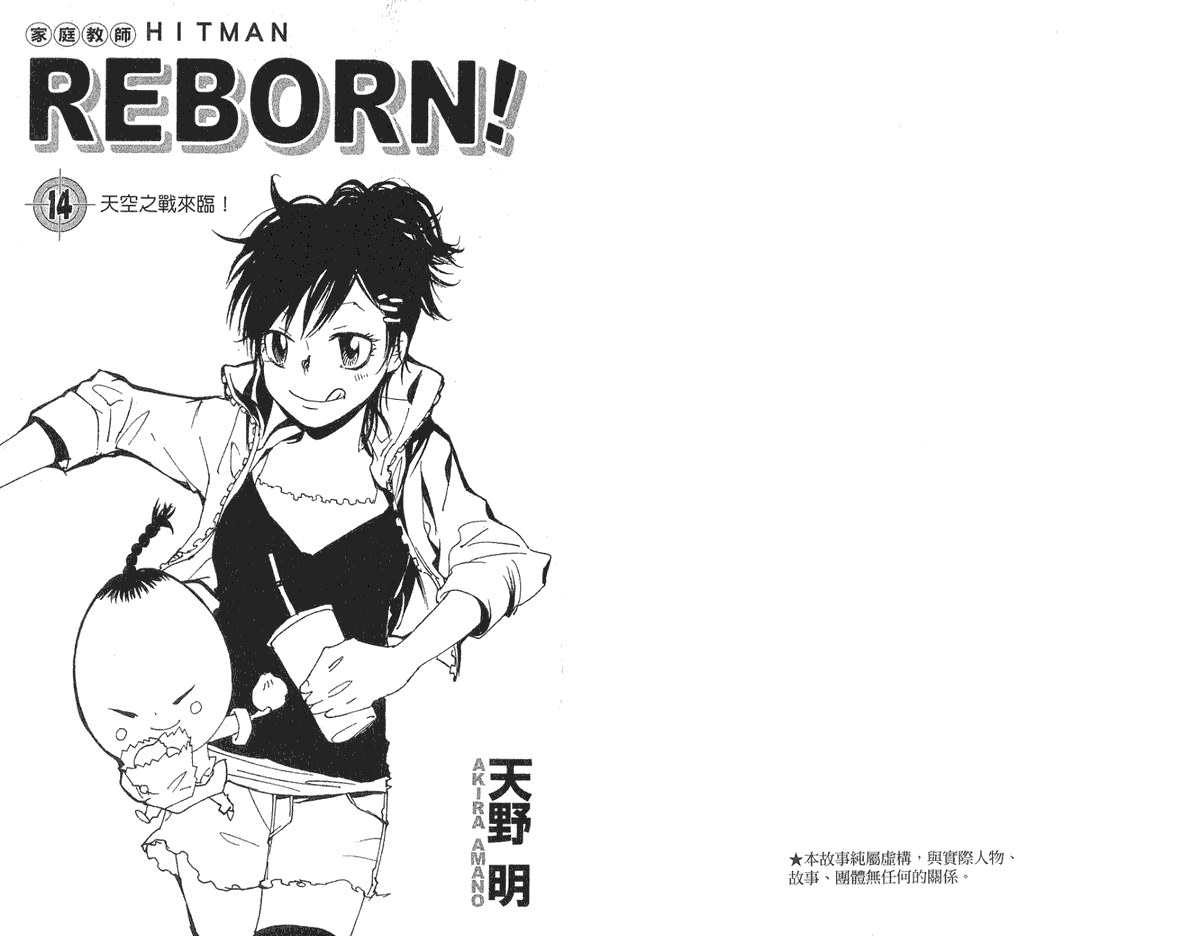 家庭教師HITMAN
REBORN!
14 天空之戰來臨！
天野 明
AKIRA AMANO
★本故事純屬虛構，與實際人物、
故事、團體無任何的關係。